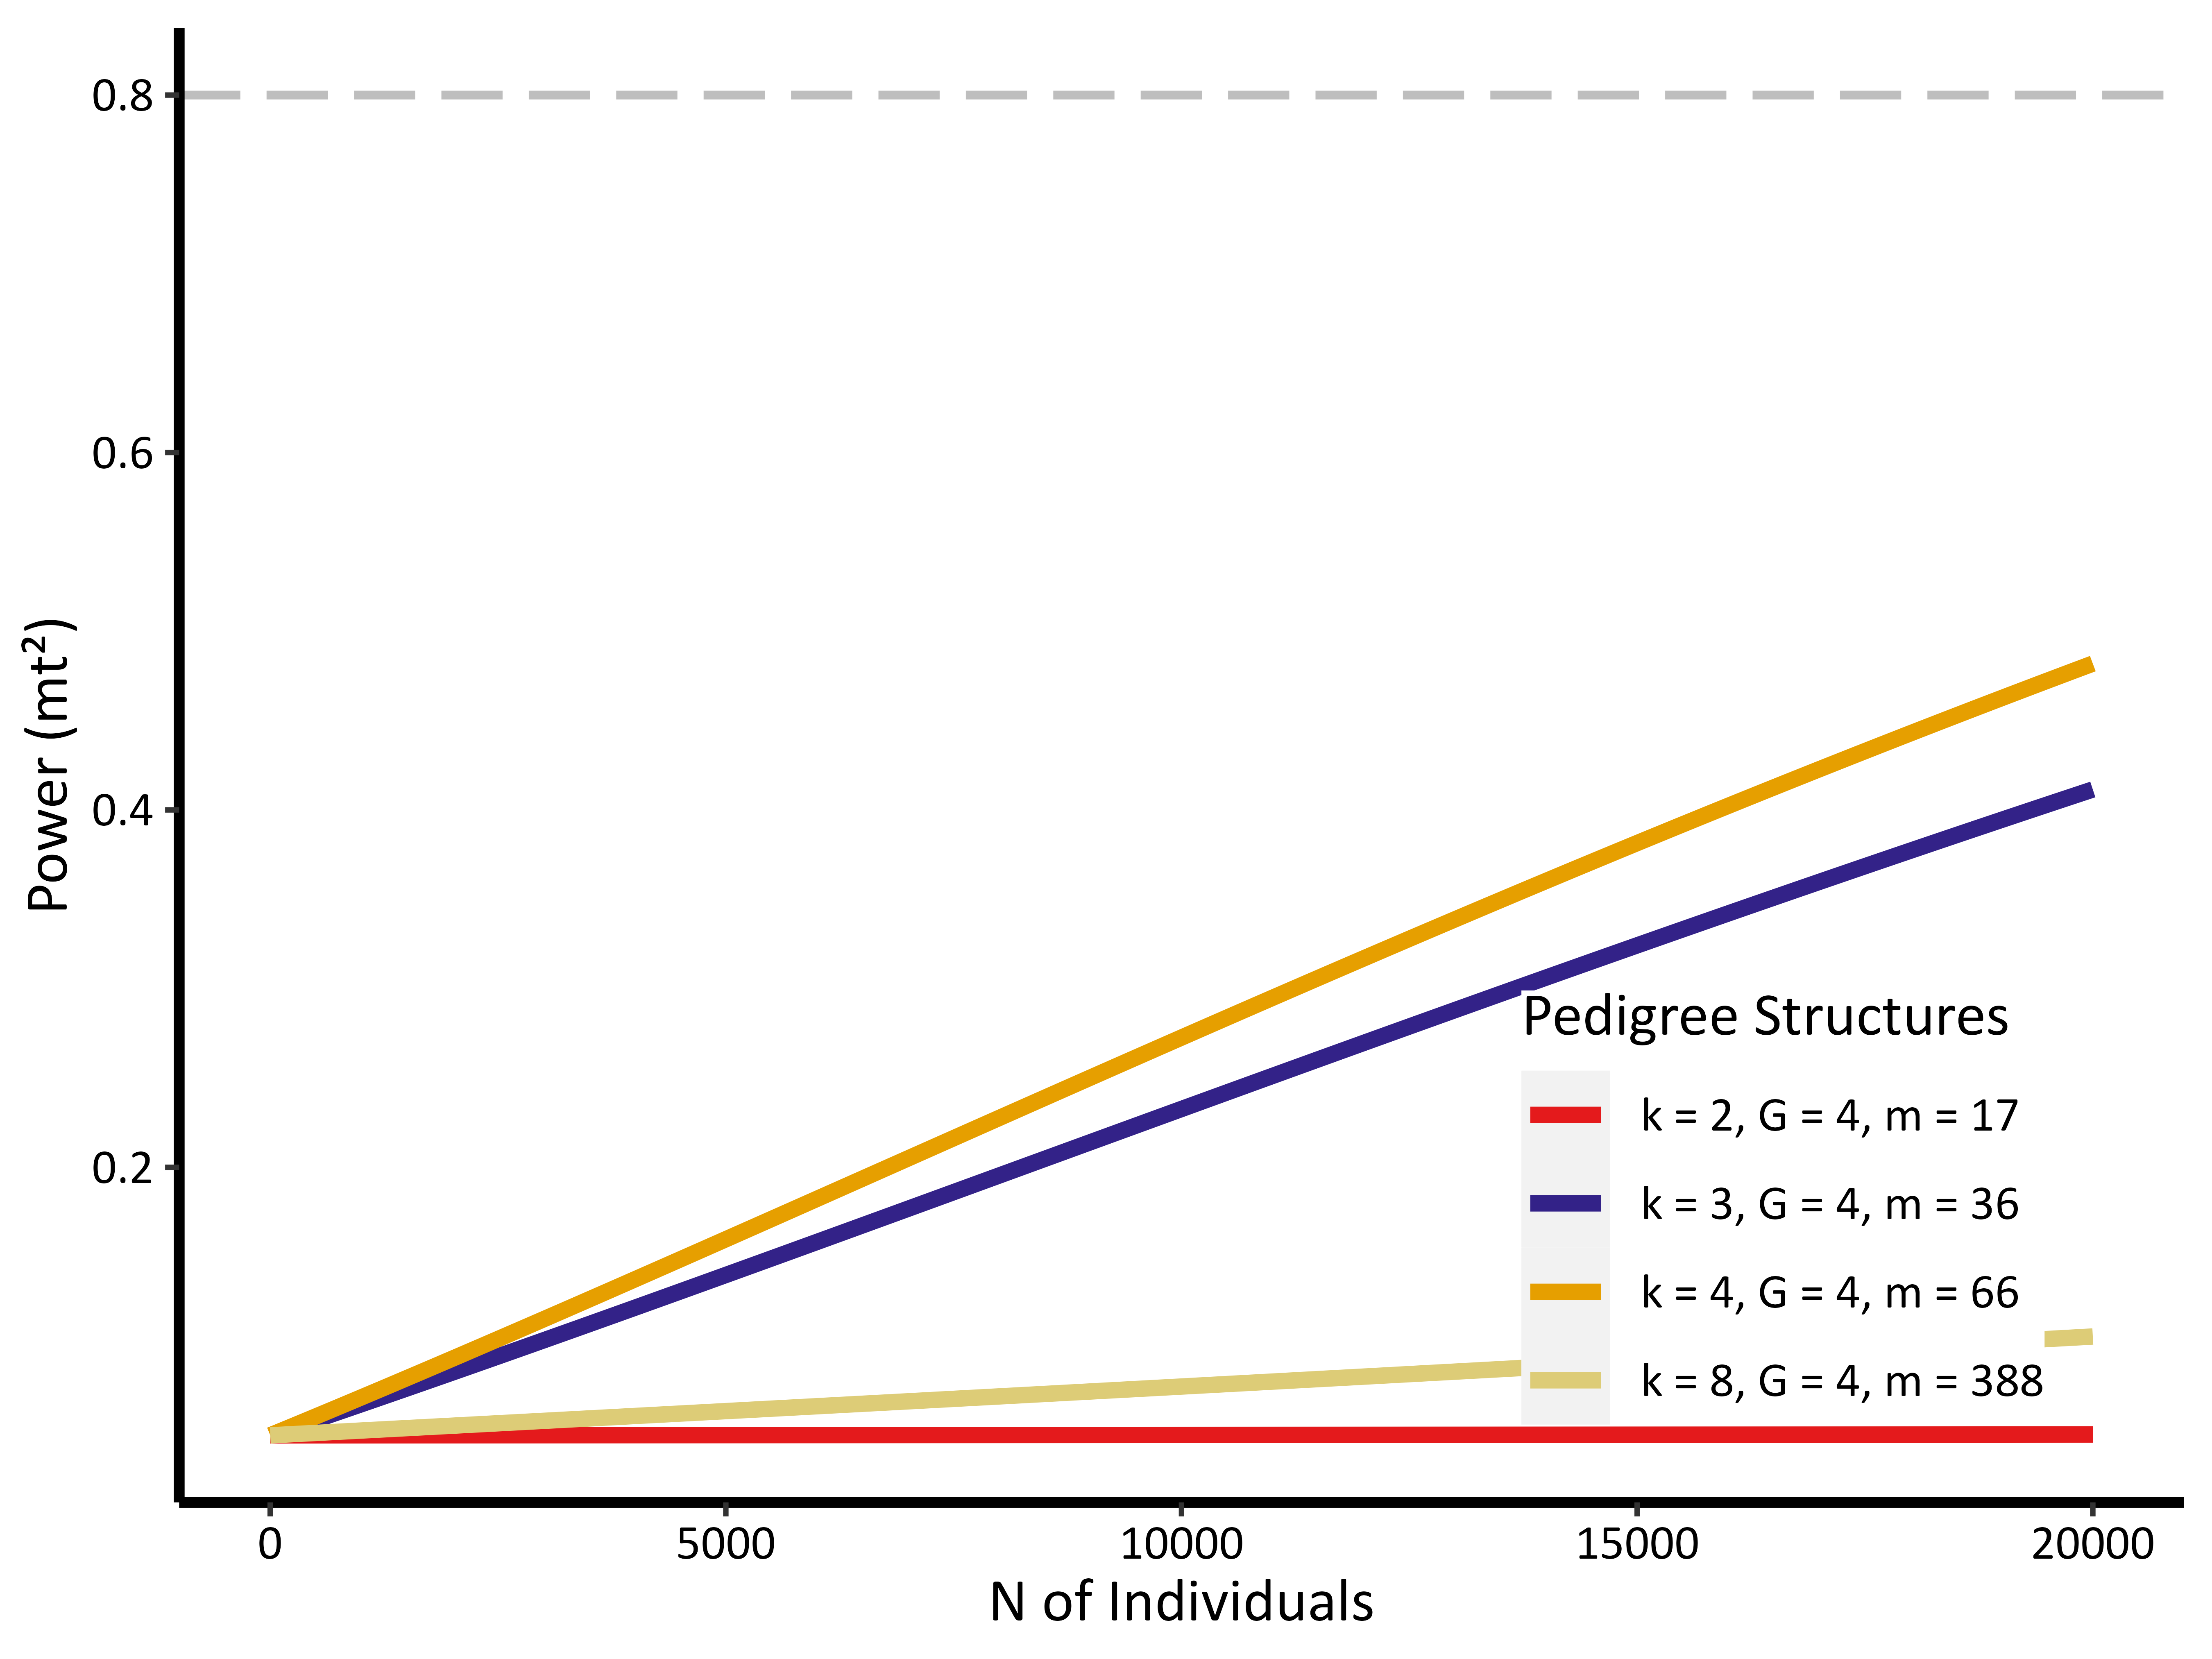 0.8
0.6
0.4
0.2
Power (mt²)
0 5000 10000 15000 20000
N of Individuals
Pedigree Structures
k = 2, G = 4, m = 17
k = 3, G = 4, m = 36
k = 4, G = 4, m = 66
k = 8, G = 4, m = 388